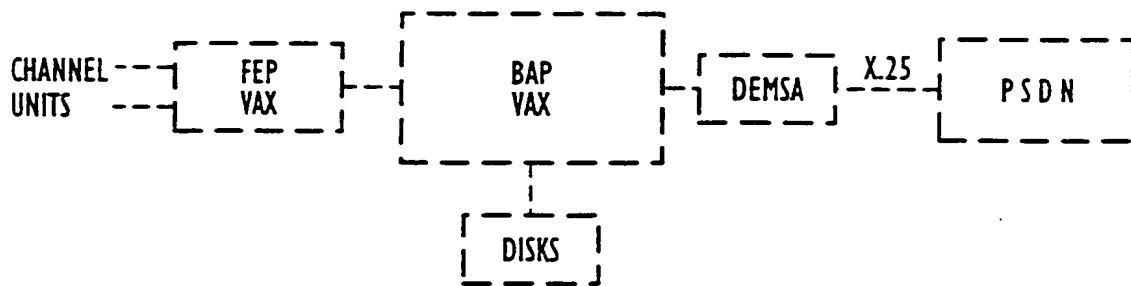 CHANNEL
UNITS
FEP
VAX
BAP
VAX
DEMSA
X.25
PSDN
DISKS